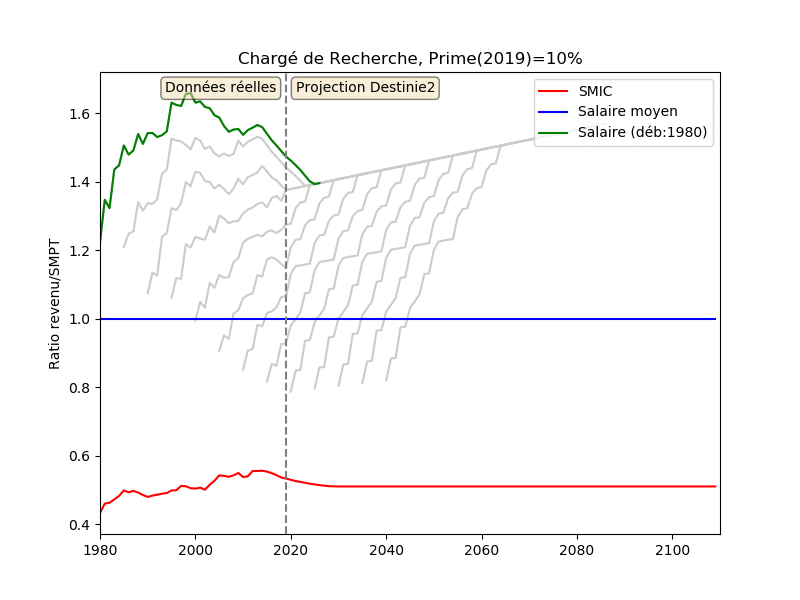 Chargé de Recherche, Prime(2019)=10%
Données réelles
Projection Destinie2
SMIC
Salaire moyen
Salaire (déb:1980)
Ratio revenu/SMPT
1.6
1.4
1.2
1.0
0.8
0.6
0.4
1980
2000
2020
2040
2060
2080
2100